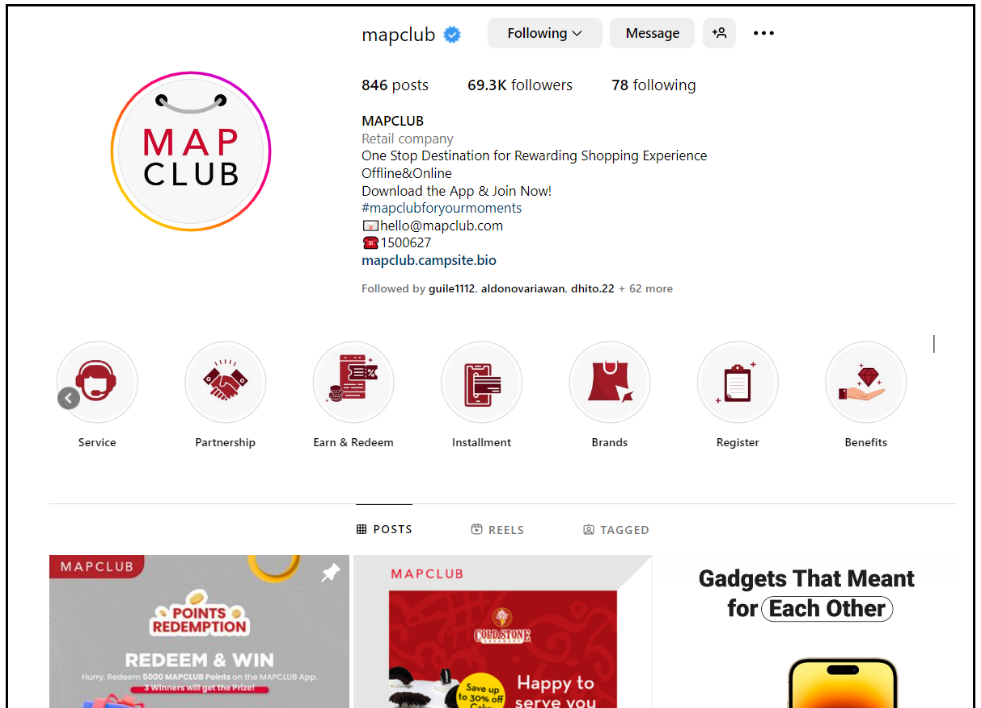 mapclub
Following
Message
846 posts
69.3K followers
78 following
MAPCLUB
Retail company
One Stop Destination for Rewarding Shopping Experience
Offline&Online
Download the App & Join Now!
#mapclubforyourmoments
hello@mapclub.com
1500627
mapclub.campsite.bio
Followed by guile1112, aldonovariawan, dhito.22 + 62 more
MAP
CLUB
Service
Partnership
Earn & Redeem
Installment
Brands
Register
Benefits
POSTS
REELS
TAGGED
MAPCLUB
POINTS
REDEMPTION
REDEEM & WIN
Hurry, Redeem 5000 MAPCLUB Points on the MAPCLUB App.
3 Winners will get the Prize!
MAPCLUB
COLD STONE
Save up
to 30% off
Happy to
serve you
Gadgets That Meant
for Each Other